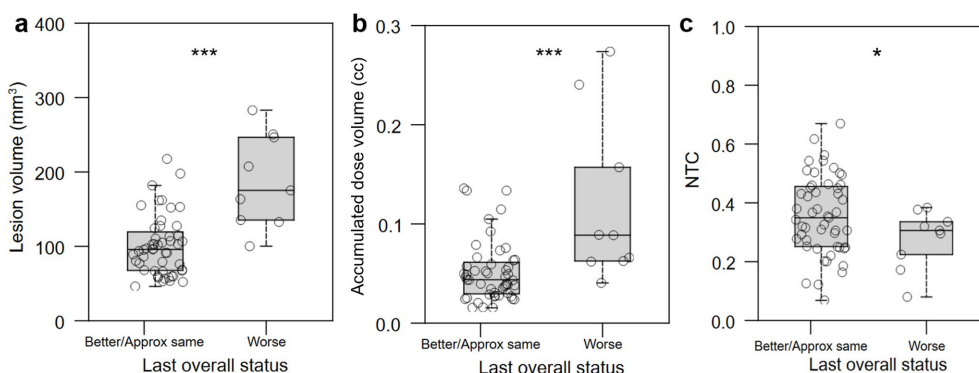 a
***
Lesion volume (mm³)
400
300
200
100
0
Better/Approx same
Worse
Last overall status
b
***
Accumulated dose volume (cc)
0.3
0.2
0.1
0.0
Better/Approx same
Worse
Last overall status
c
*
NTC
1.0
0.8
0.6
0.4
0.2
0.0
Better/Approx same
Worse
Last overall status